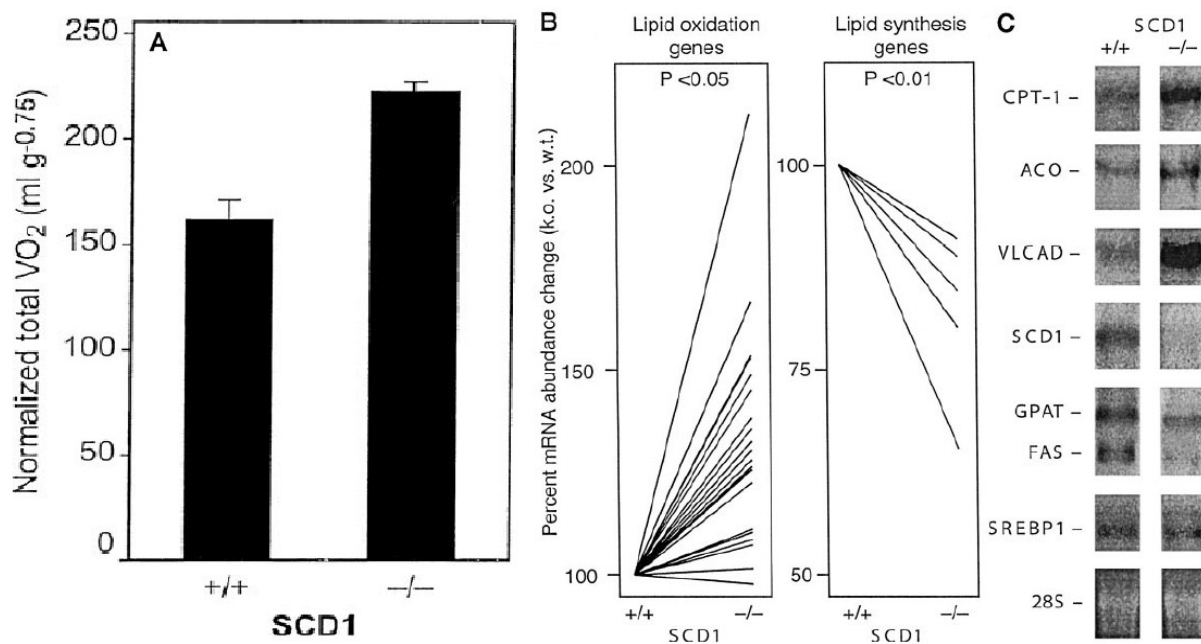 A
Normalized total VO2 (ml g-0.75)
250
200
150
100
50
0
+/+
−/−
SCD1
B
Lipid oxidation
genes
P <0.05
Percent mRNA abundance change (k.o. vs. w.t.)
200
150
100
+/+
−/−
SCD1
Lipid synthesis
genes
P <0.01
100
75
50
+/+
−/−
SCD1
C
SCD1
+/+
−/−
CPT-1 –
ACO –
VLCAD –
SCD1 –
GPAT –
FAS –
SREBP1 –
28S –